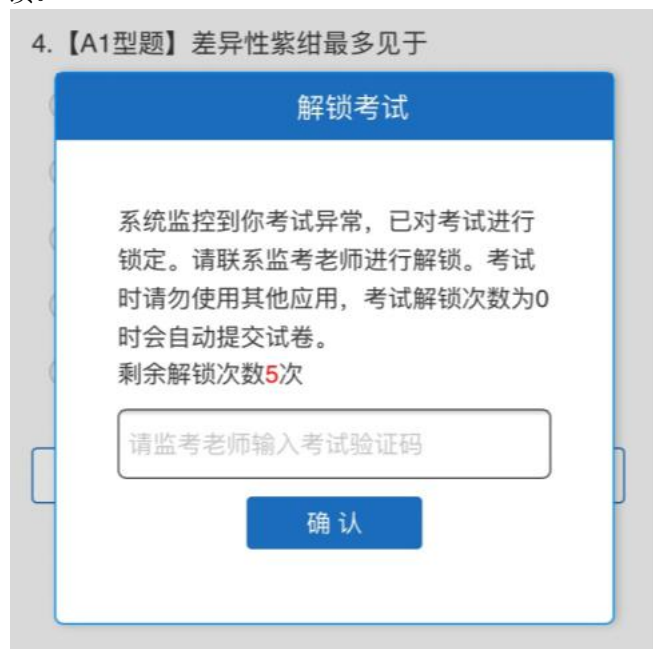 4.【A1型题】差异性紫绀最多见于
解锁考试
系统监控到你考试异常，已对考试进行
锁定。请联系监考老师进行解锁。考试
时请勿使用其他应用，考试解锁次数为0
时会自动提交试卷。
剩余解锁次数5次
请监考老师输入考试验证码
确 认